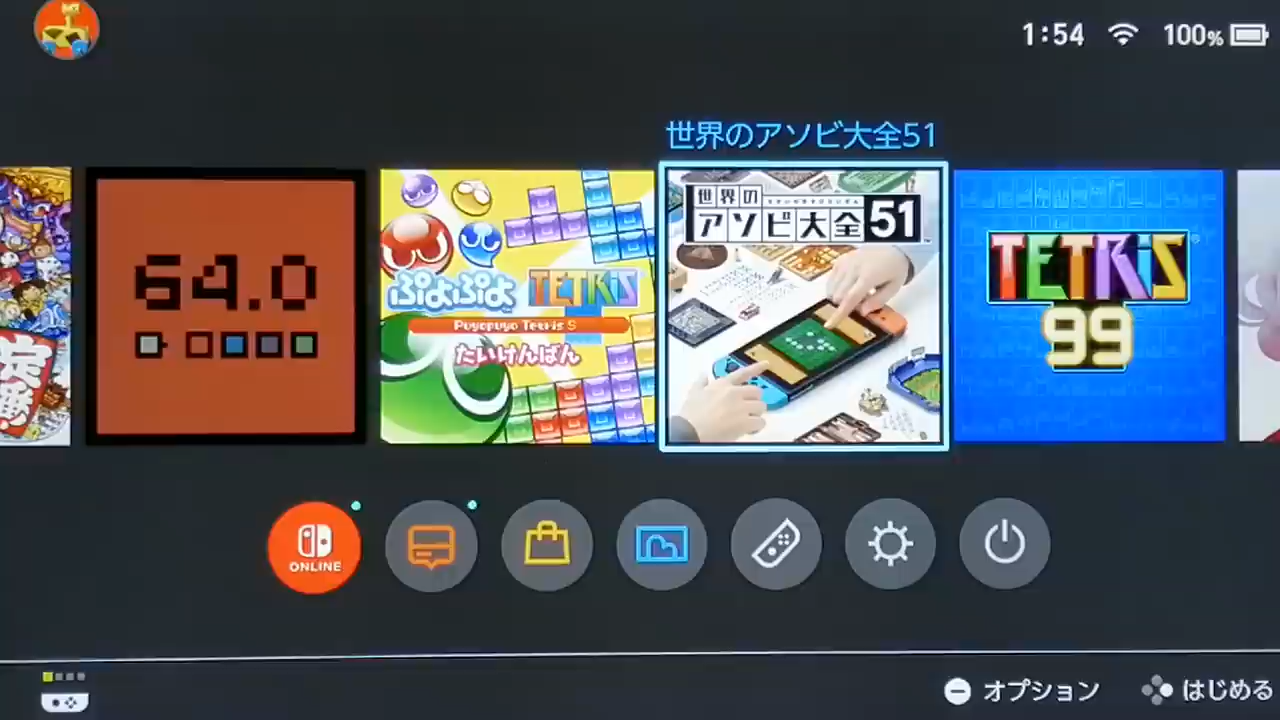 1:54 100%
世界のアソビ大全51
64.0
ぷよぷよ TETRIS
Puyopuyo Tetris S
たいけんばん
世界の
アソビ大全51
TETRIS
99
定番!
ONLINE
オプション はじめる